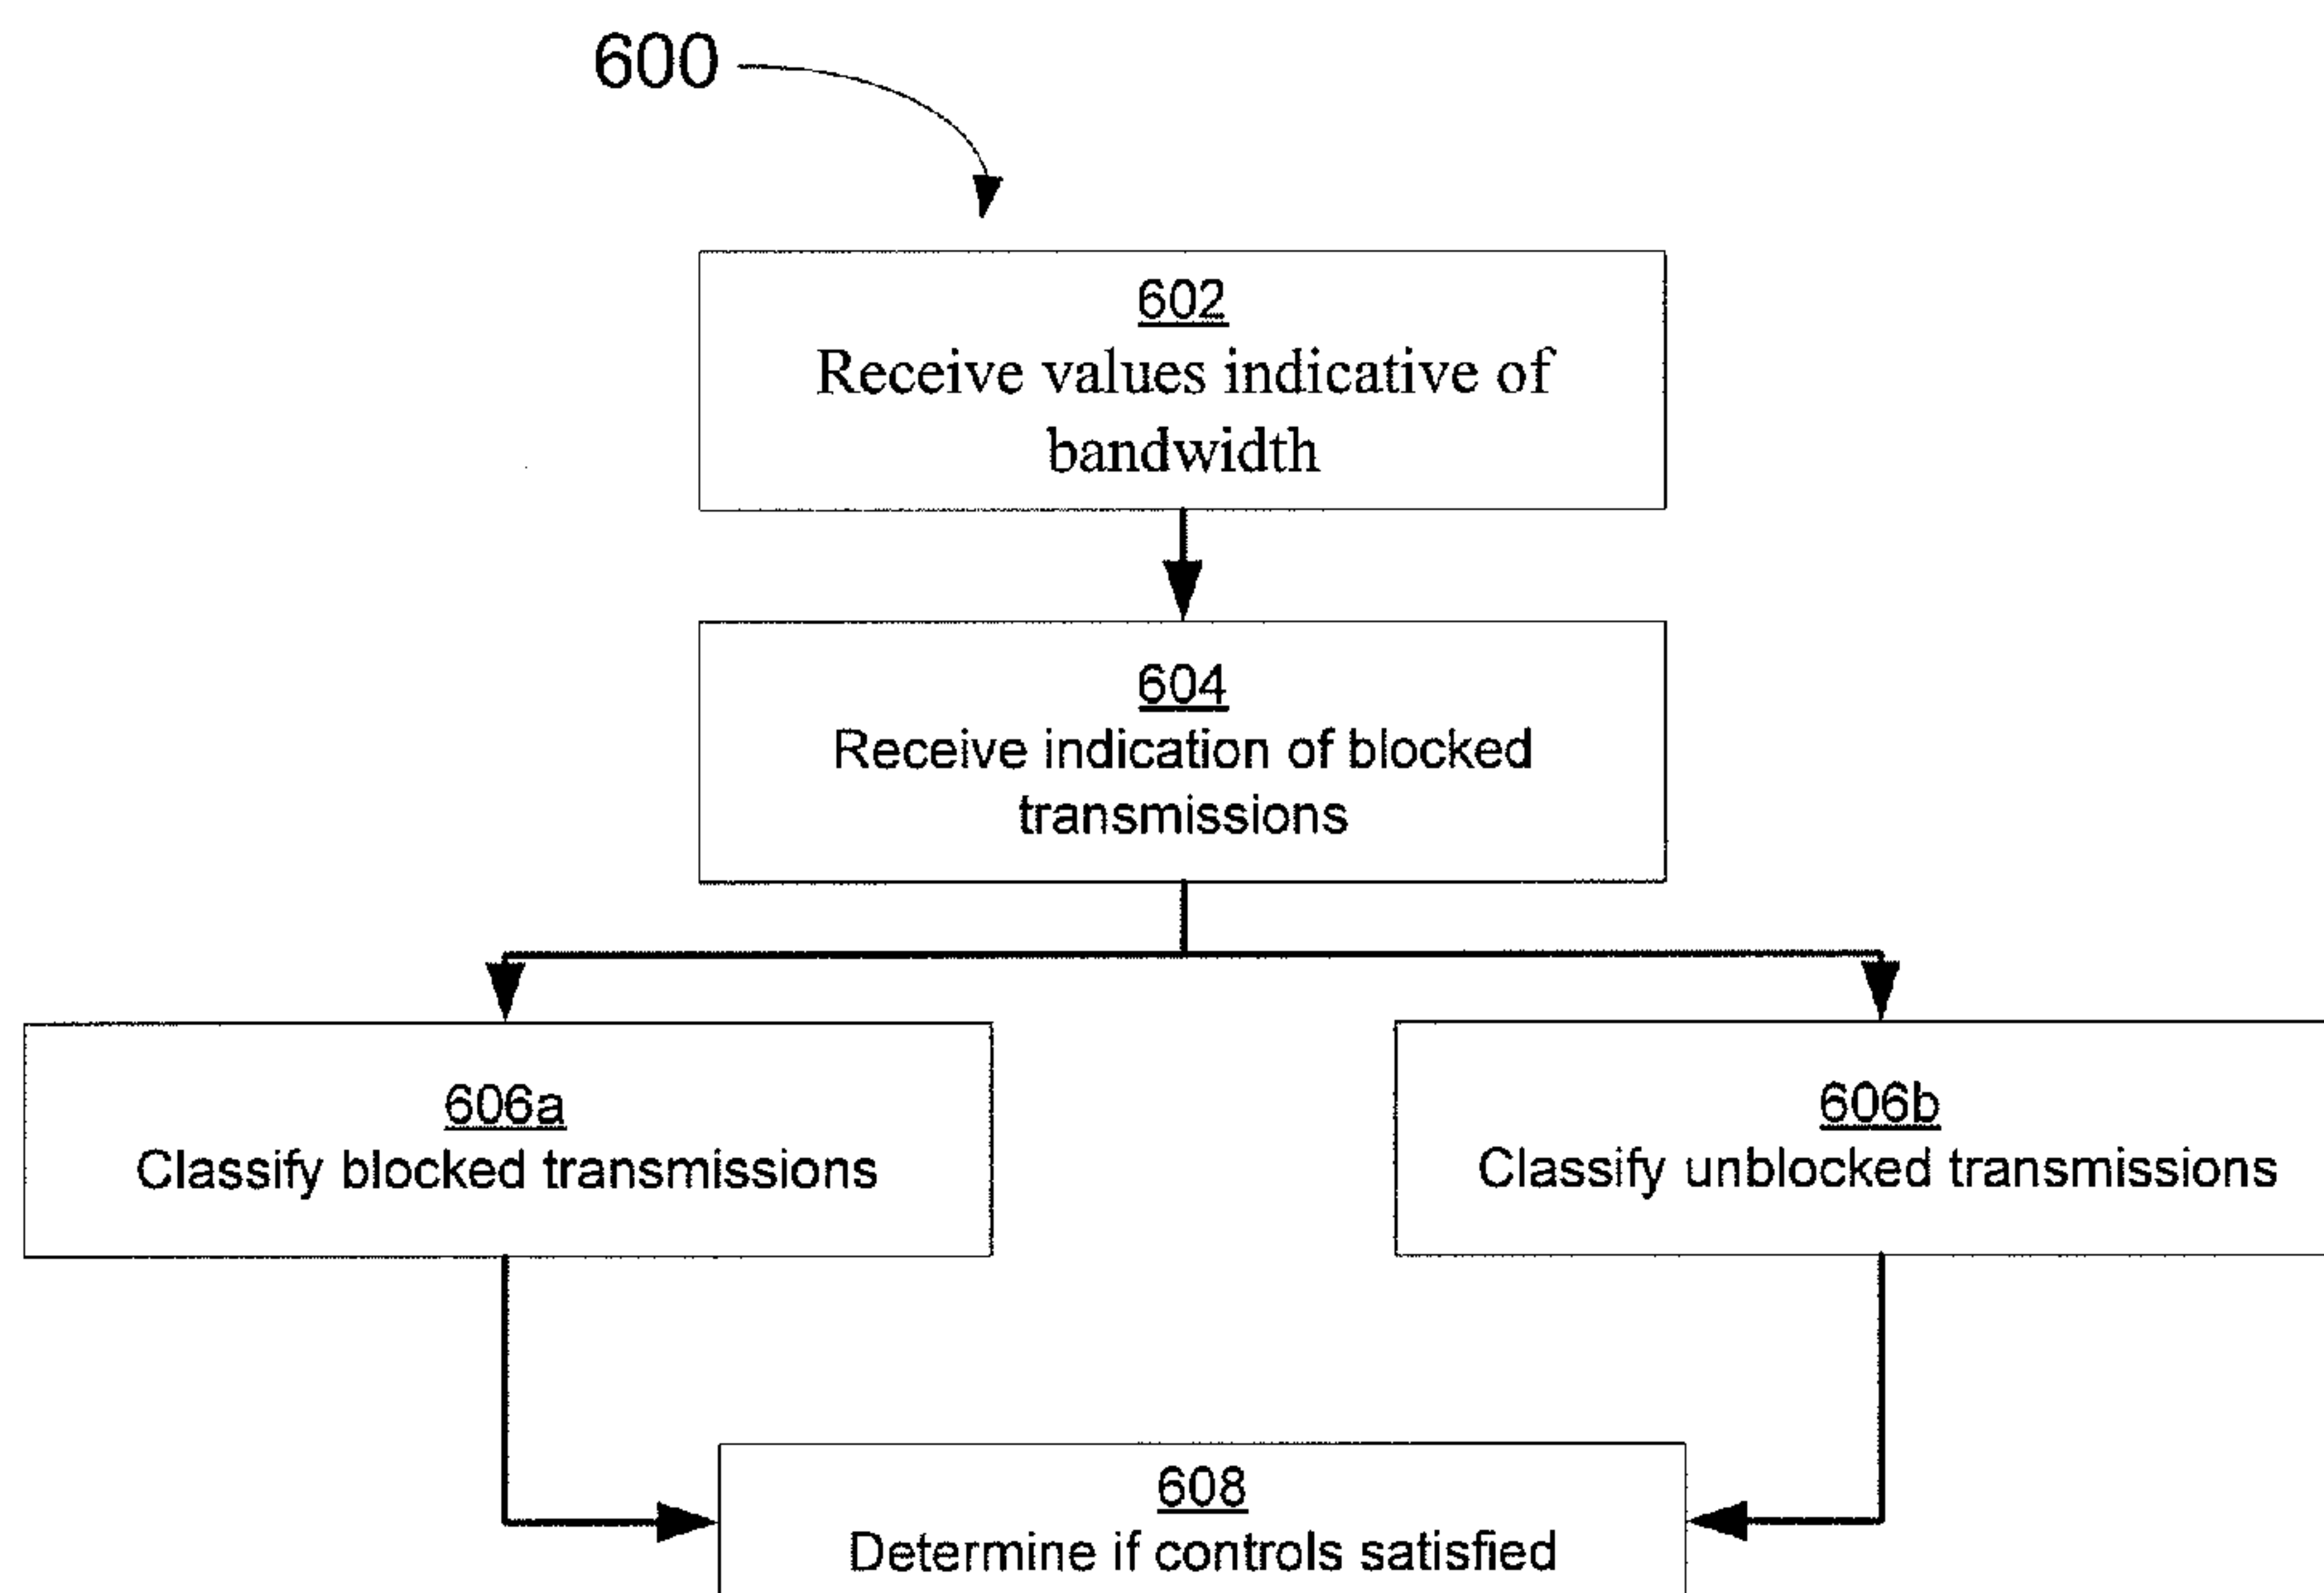 600
602
Receive values indicative of
bandwidth
604
Receive indication of blocked
transmissions
606a
Classify blocked transmissions
606b
Classify unblocked transmissions
608
Determine if controls satisfied